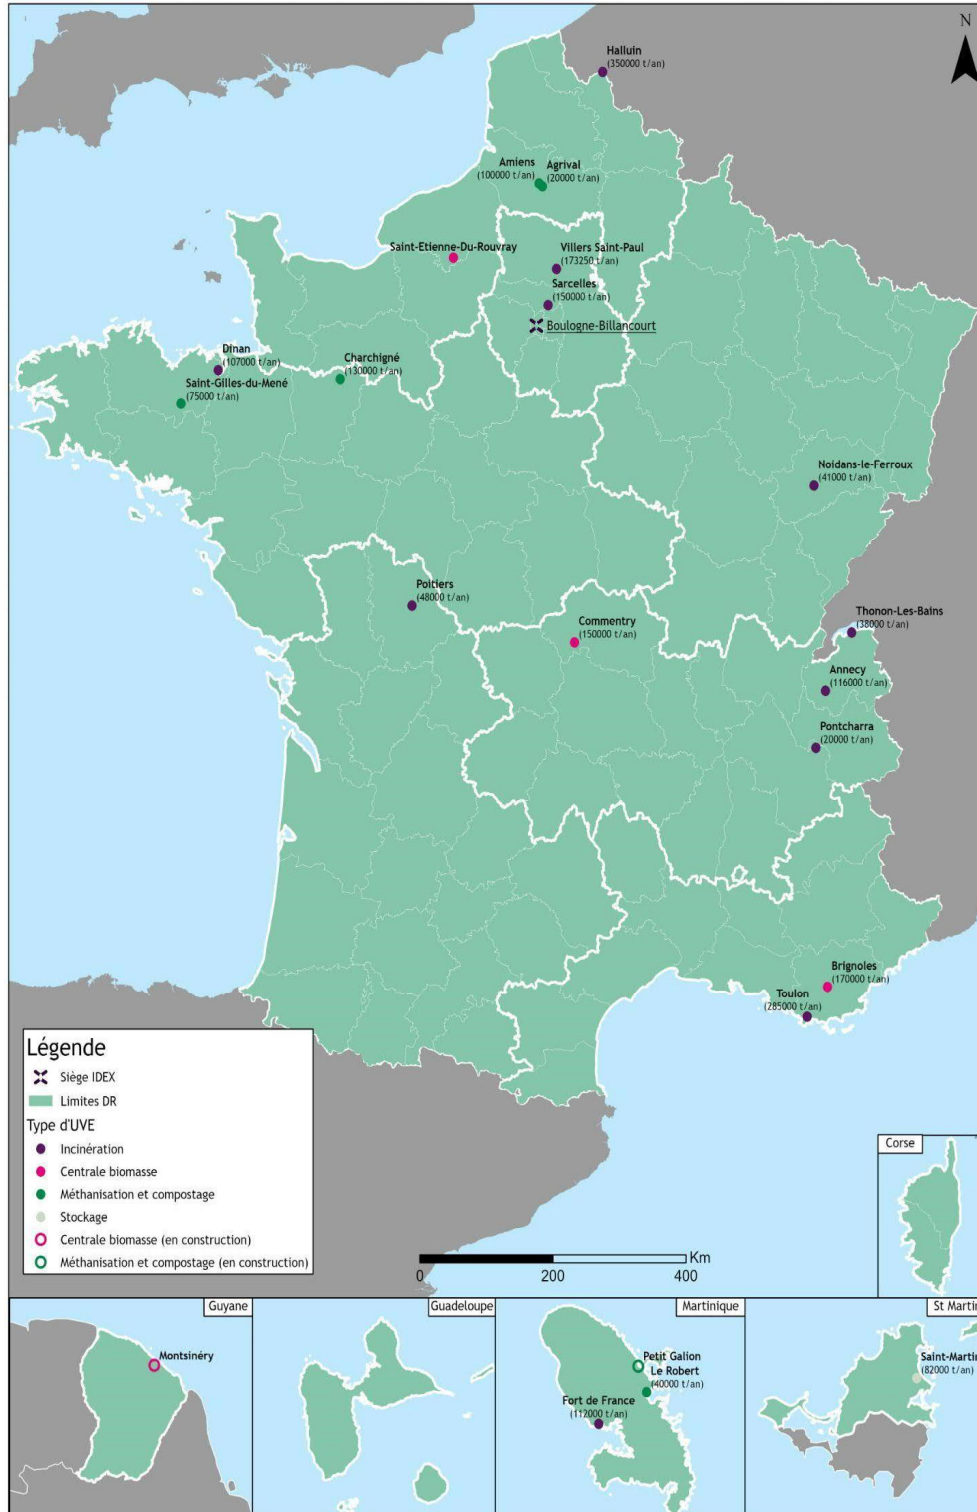 N
Halluin
(350000 t/an)
Amiens
(100000 t/an)
Agrival
(20000 t/an)
Saint-Etienne-Du-Rouvray
Villers Saint-Paul
(173250 t/an)
Sarcelles
(150000 t/an)
Boulogne-Billancourt
Dinan
(107000 t/an)
Charchigné
(130000 t/an)
Saint-Gilles-du-Mené
(75000 t/an)
Noidans-le-Ferroux
(41000 t/an)
Poitiers
(48000 t/an)
Commentry
(150000 t/an)
Thonon-Les-Bains
(38000 t/an)
Annecy
(116000 t/an)
Pontcharra
(20000 t/an)
Brignoles
(170000 t/an)
Toulon
(285000 t/an)
Légende
Siège IDEX
Limites DR
Type d'UVE
Incinération
Centrale biomasse
Méthanisation et compostage
Stockage
Centrale biomasse (en construction)
Méthanisation et compostage (en construction)
Km
0 200 400
Corse
Guyane
Montsinéry
Guadeloupe
Martinique
Petit Galion
Le Robert
(40000 t/an)
Fort de France
(112000 t/an)
St Martin
Saint-Martin
(82000 t/an)